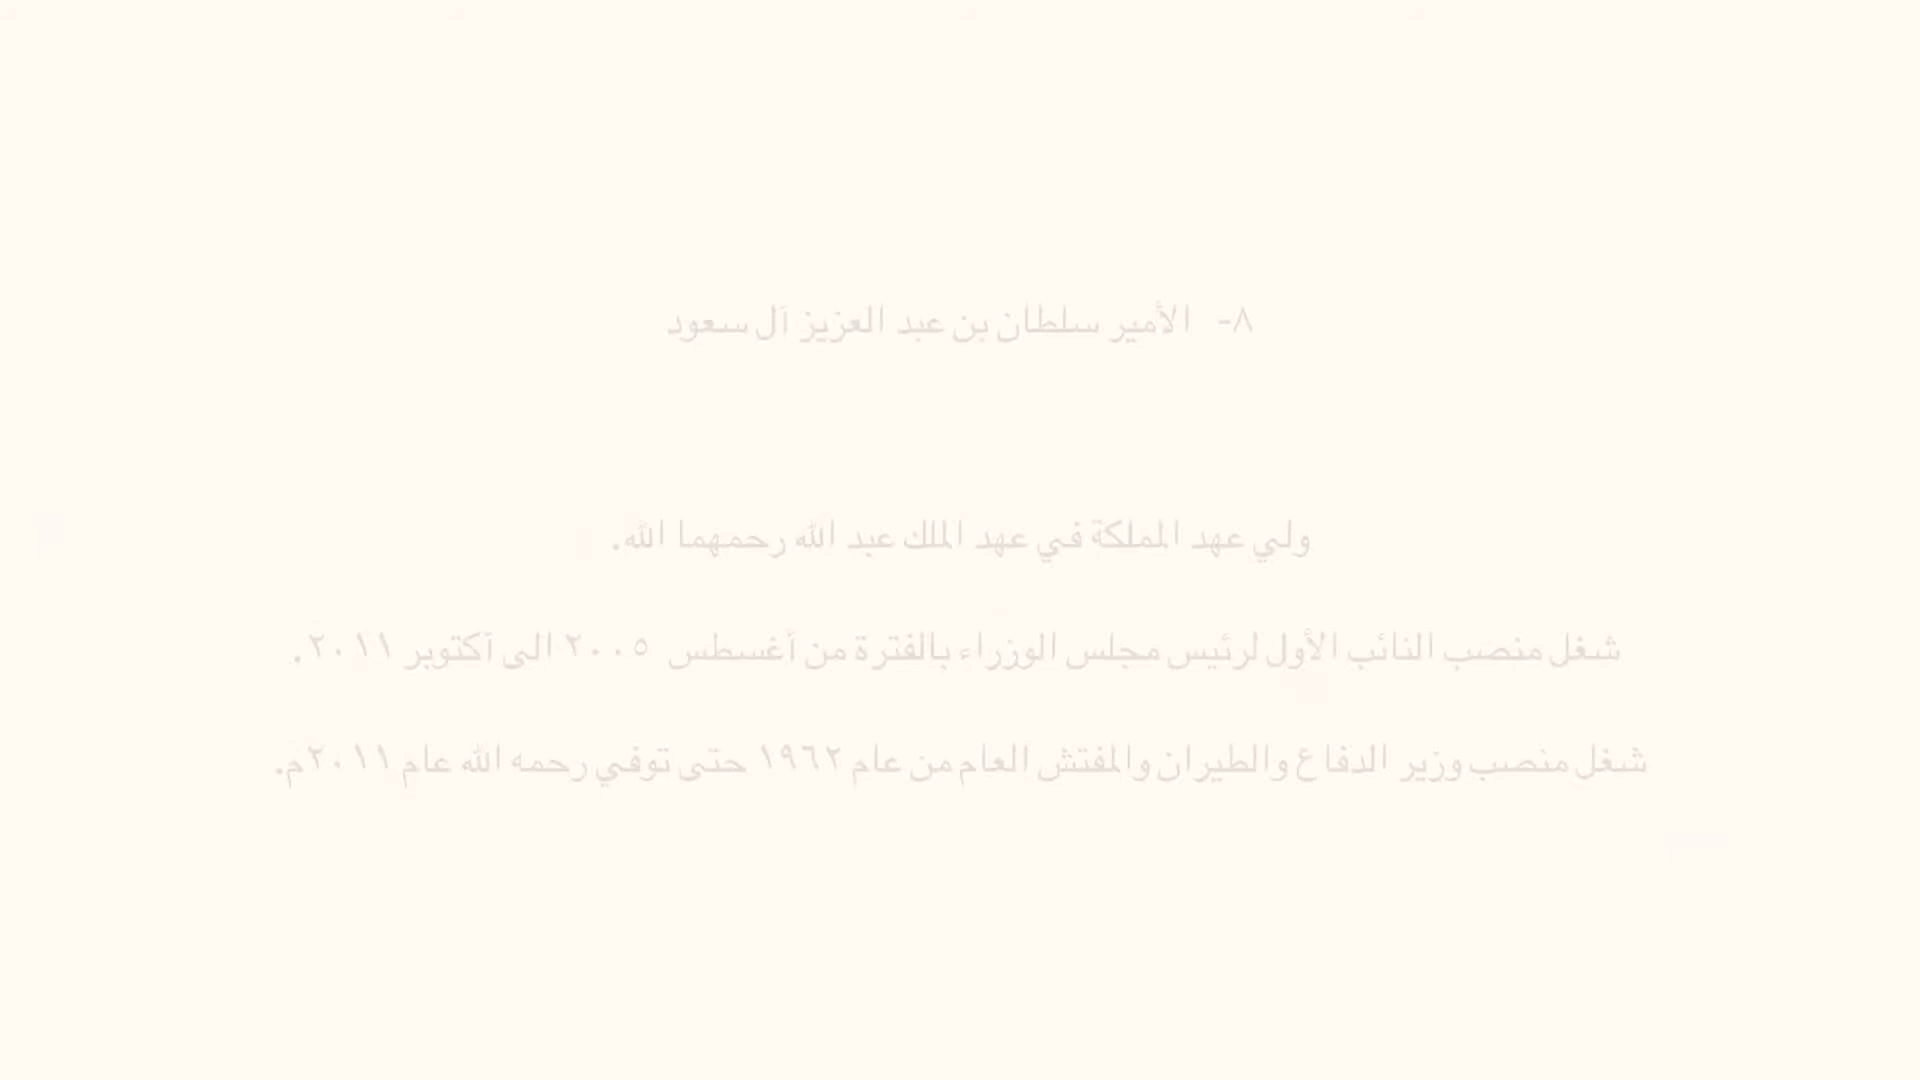 ٨- الأمير سلطان بن عبد العزيز آل سعود
ولي عهد المملكة في عهد الملك عبد الله رحمهما الله.
شغل منصب النائب الأول لرئيس مجلس الوزراء بالفترة من أغسطس ٢٠٠٥ الى أكتوبر ٢٠١١.
شغل منصب وزير الدفاع والطيران والمفتش العام من عام ١٩٦٢ حتى توفي رحمه الله عام ٢٠١١م.